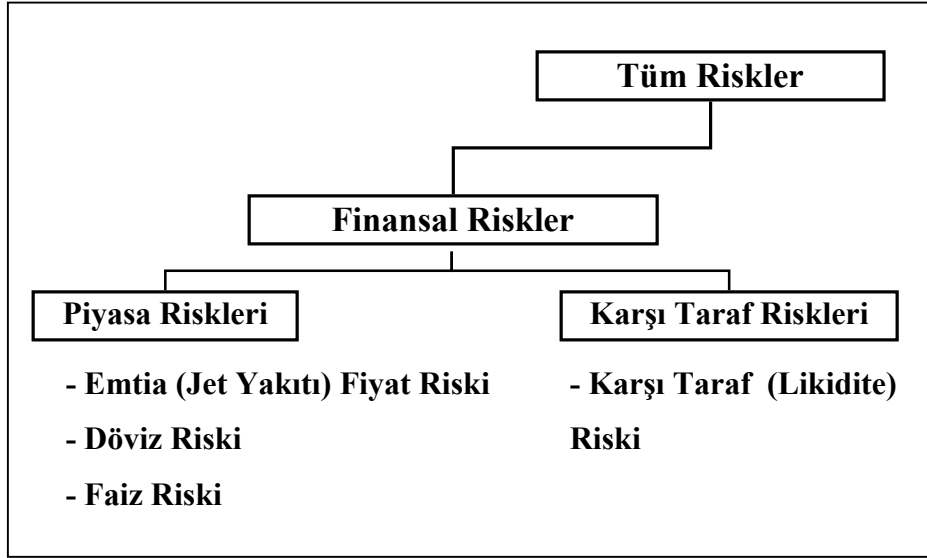 Tüm Riskler
Finansal Riskler
Piyasa Riskleri
- Emtia (Jet Yakıtı) Fiyat Riski
- Döviz Riski
- Faiz Riski
Karşı Taraf Riskleri
- Karşı Taraf (Likidite)
Riski